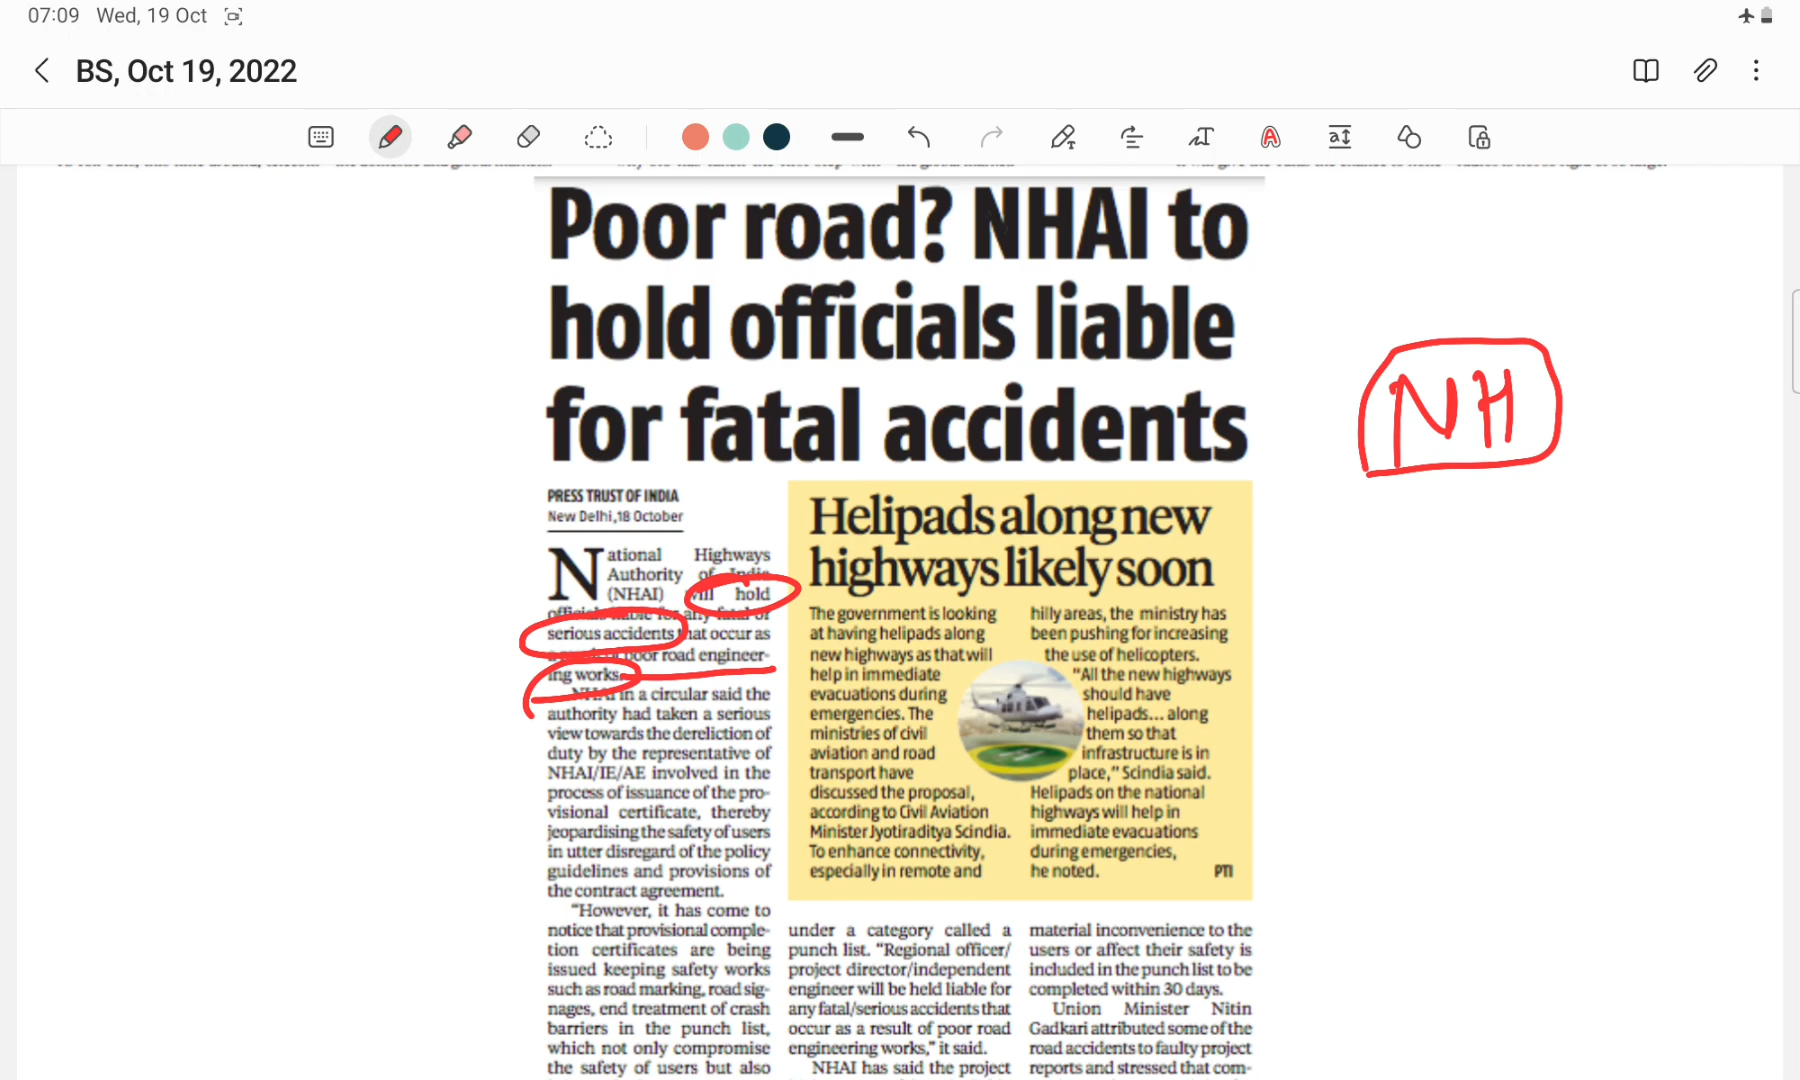 07:09 Wed, 19 Oct
BS, Oct 19, 2022
Poor road? NHAI to
hold officials liable
for fatal accidents
NH
PRESS TRUST OF INDIA
New Delhi, 18 October
National Highways
Authority of India
(NHAI) will hold
officials liable for any fatal or
serious accidents that occur as
a result of poor road engineer-
ing works.
NHAI in a circular said the
authority had taken a serious
view towards the dereliction of
duty by the representative of
NHAI/IE/AE involved in the
process of issuance of the pro-
visional certificate, thereby
jeopardising the safety of users
in utter disregard of the policy
guidelines and provisions of
the contract agreement.
"However, it has come to
notice that provisional comple-
tion certificates are being
issued keeping safety works
such as road marking, road sig-
nages, end treatment of crash
barriers in the punch list,
which not only compromise
the safety of users but also
Helipads along new
highways likely soon
The government is looking
at having helipads along
new highways as that will
help in immediate
evacuations during
emergencies. The
ministries of civil
aviation and road
transport have
discussed the proposal,
according to Civil Aviation
Minister Jyotiraditya Scindia.
To enhance connectivity,
especially in remote and
hilly areas, the ministry has
been pushing for increasing
the use of helicopters.
"All the new highways
should have
helipads... along
them so that
infrastructure is in
place," Scindia said.
Helipads on the national
highways will help in
immediate evacuations
during emergencies,
he noted. PTI
under a category called a
punch list. "Regional officer/
project director/independent
engineer will be held liable for
any fatal/serious accidents that
occur as a result of poor road
engineering works," it said.
NHAI has said the project
material inconvenience to the
users or affect their safety is
included in the punch list to be
completed within 30 days.
Union Minister Nitin
Gadkari attributed some of the
road accidents to faulty project
reports and stressed that com-